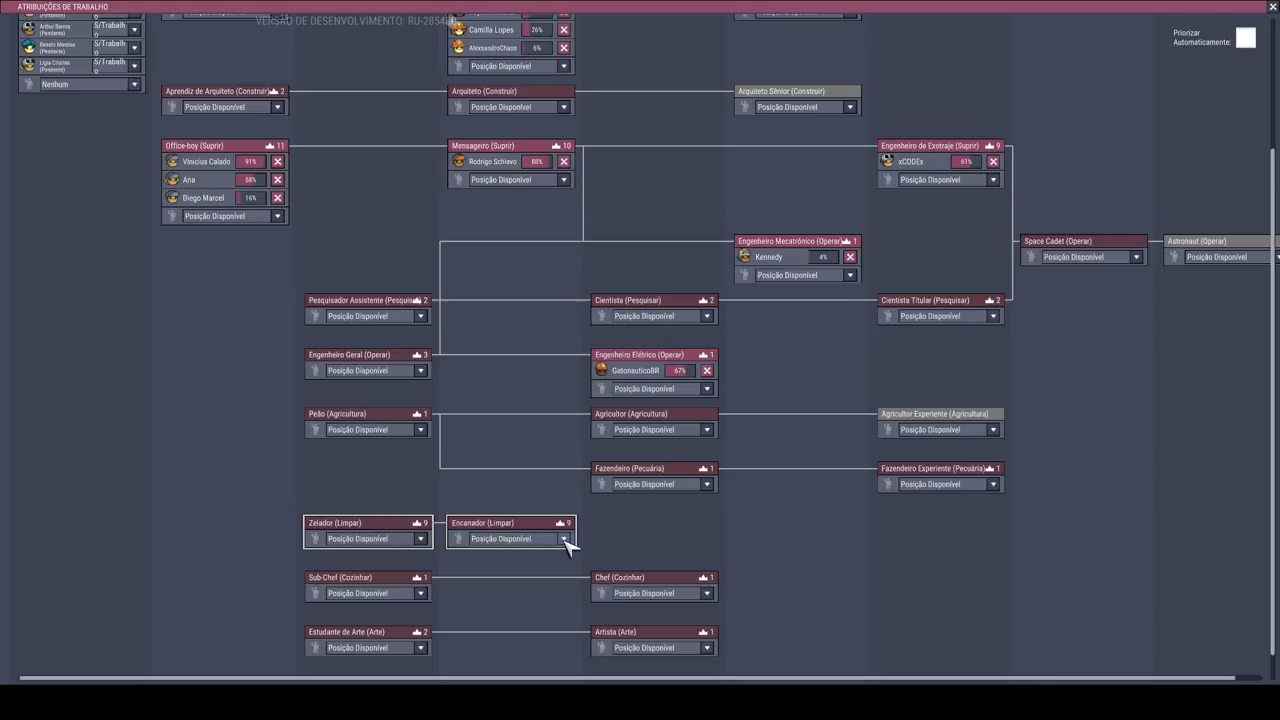 ATRIBUIÇÕES DE TRABALHO
VERSÃO DE DESENVOLVIMENTO: RU-28548
Priorizar
Automaticamente:
(Pendente)
Arthur Barros
(Pendente)
S/Trabalh
o
Renato Mendes
(Pendente)
S/Trabalh
o
Ligia Cristina
(Pendente)
S/Trabalh
o
Nenhum
Camilla Lopes 26%
AlexsandroChaos 6%
Posição Disponível
Aprendiz de Arquiteto (Construir) 2
Posição Disponível
Arquiteto (Construir)
Posição Disponível
Arquiteto Sênior (Construir)
Posição Disponível
Office-boy (Suprir) 11
Vinicius Calado 91%
Ana 58%
Diego Marcel 16%
Posição Disponível
Mensageiro (Suprir) 10
Rodrigo Schiavo 88%
Posição Disponível
Engenheiro de Exotraje (Suprir) 9
xCODEx 61%
Posição Disponível
Engenheiro Mecatrônico (Operar) 1
Kennedy 4%
Posição Disponível
Space Cadet (Operar)
Posição Disponível
Astronaut (Operar)
Posição Disponível
Pesquisador Assistente (Pesquis 2
Posição Disponível
Cientista (Pesquisar) 2
Posição Disponível
Cientista Titular (Pesquisar) 2
Posição Disponível
Engenheiro Geral (Operar) 3
Posição Disponível
Engenheiro Elétrico (Operar) 1
GatonauticoBR 67%
Posição Disponível
Peão (Agricultura) 1
Posição Disponível
Agricultor (Agricultura)
Posição Disponível
Agricultor Experiente (Agricultura)
Posição Disponível
Fazendeiro (Pecuária) 1
Posição Disponível
Fazendeiro Experiente (Pecuária) 1
Posição Disponível
Zelador (Limpar) 9
Posição Disponível
Encanador (Limpar) 9
Posição Disponível
Sub-Chef (Cozinhar) 1
Posição Disponível
Chef (Cozinhar) 1
Posição Disponível
Estudante de Arte (Arte) 2
Posição Disponível
Artista (Arte) 1
Posição Disponível